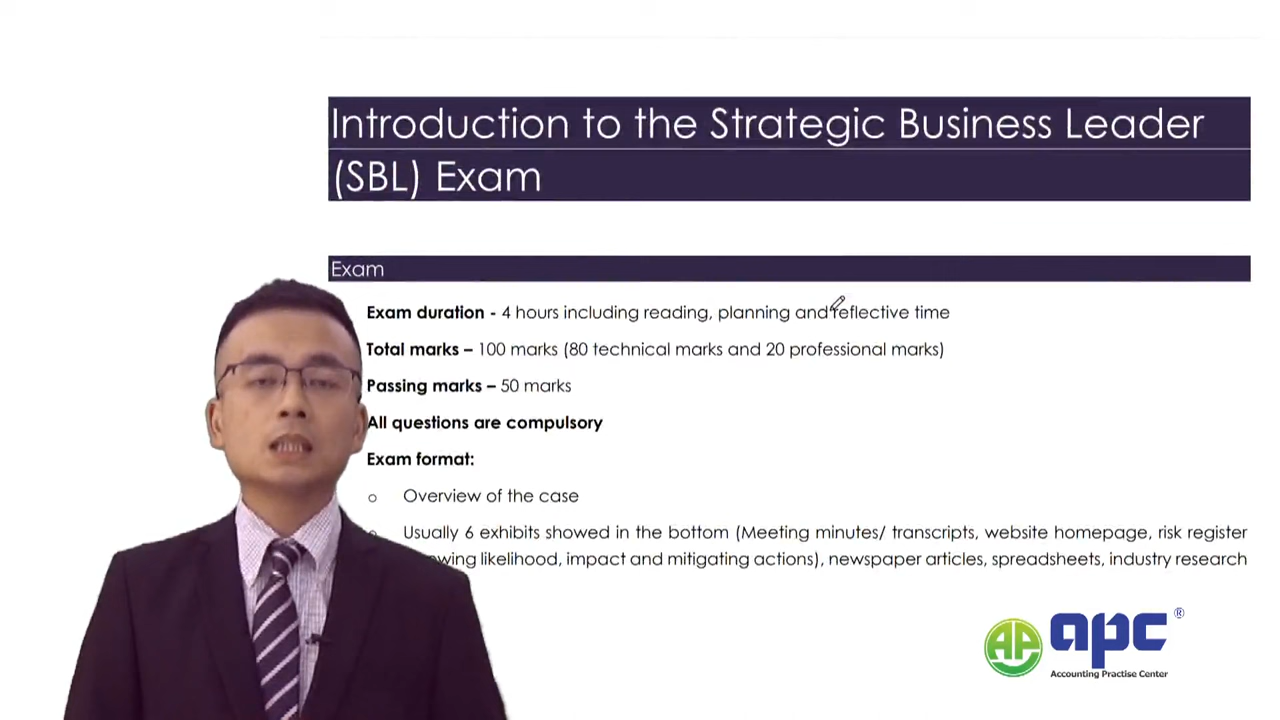 Introduction to the Strategic Business Leader
(SBL) Exam
Exam
Exam duration - 4 hours including reading, planning and reflective time
Total marks – 100 marks (80 technical marks and 20 professional marks)
Passing marks – 50 marks
All questions are compulsory
Exam format:
o Overview of the case
Usually 6 exhibits showed in the bottom (Meeting minutes/ transcripts, website homepage, risk register
likelihood, impact and mitigating actions), newspaper articles, spreadsheets, industry research
AP apc ®
Accounting Practise Center